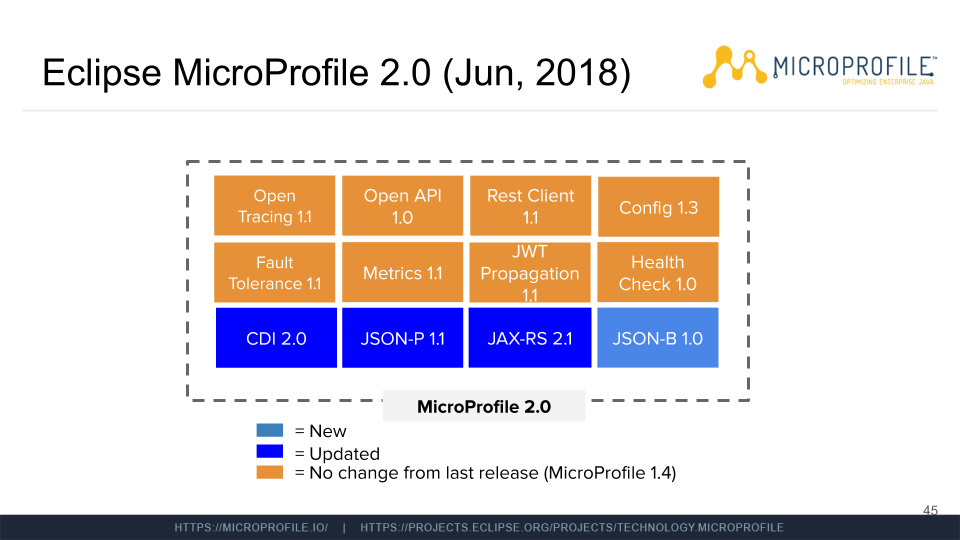 Eclipse MicroProfile 2.0 (Jun, 2018)
MICROPROFILE™
OPTIMIZING ENTERPRISE JAVA
Open
Tracing 1.1
Open API
1.0
Rest Client
1.1
Config 1.3
Fault
Tolerance 1.1
Metrics 1.1
JWT
Propagation
1.1
Health
Check 1.0
CDI 2.0
JSON-P 1.1
JAX-RS 2.1
JSON-B 1.0
MicroProfile 2.0
= New
= Updated
= No change from last release (MicroProfile 1.4)
45
HTTPS://MICROPROFILE.IO/ | HTTPS://PROJECTS.ECLIPSE.ORG/PROJECTS/TECHNOLOGY.MICROPROFILE